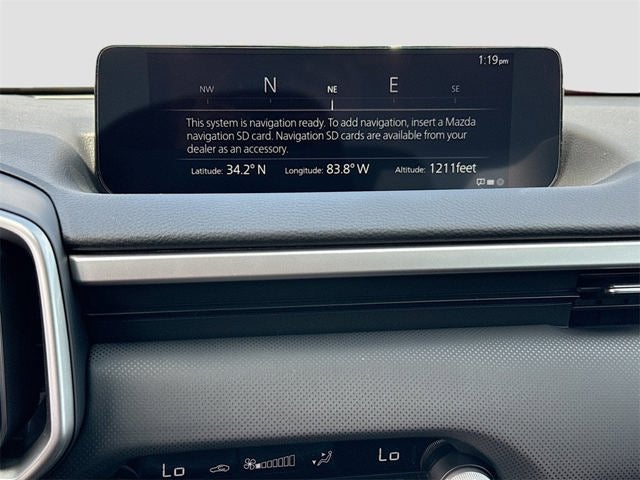 1:19pm
NW N NE E SE
This system is navigation ready. To add navigation, insert a Mazda
navigation SD card. Navigation SD cards are available from your
dealer as an accessory.
Latitude: 34.2° N Longitude: 83.8° W Altitude: 1211feet
Lo Lo